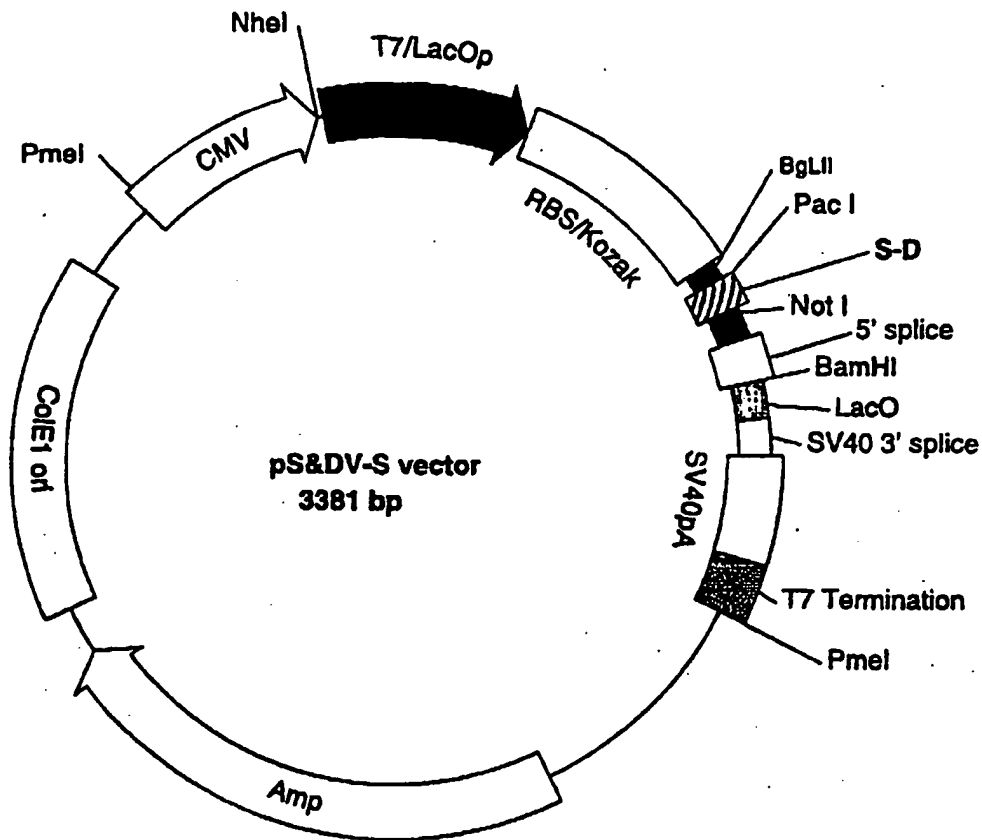 NheI
T7/LacOp
PmeI
CMV
BgLII
Pac I
RBS/Kozak
S-D
Not I
5' splice
BamHI
LacO
SV40 3' splice
ColE1 ori
pS&DV-S vector
3381 bp
SV40pA
T7 Termination
PmeI
Amp